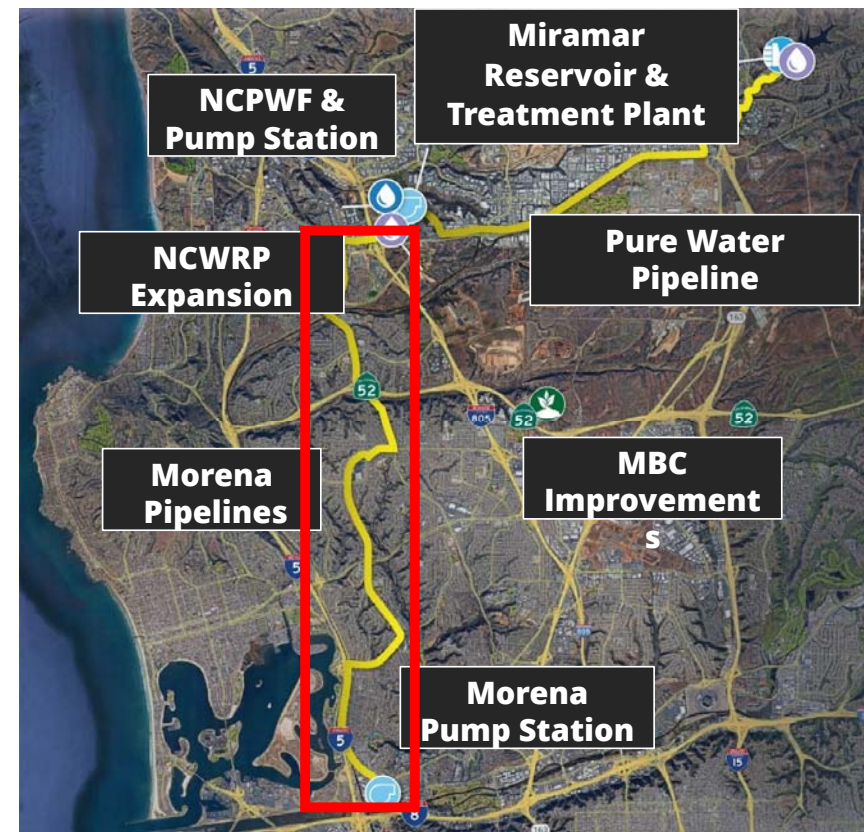 Miramar
Reservoir &
Treatment Plant
5
NCPWF &
Pump Station
NCWRP
Expansion
Pure Water
Pipeline
163
52
805
52
52
Morena
Pipelines
MBC
Improvement
s
5
805
Morena
Pump Station
5
15
8
163